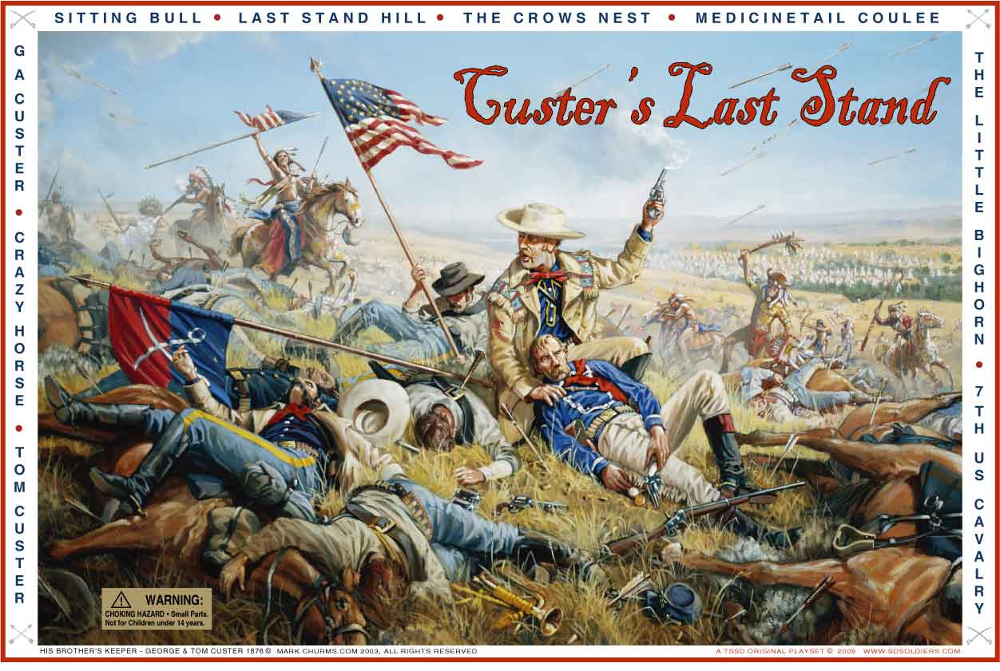 SITTING BULL • LAST STAND HILL • THE CROWS NEST • MEDICINETAIL COULEE
G A CUSTER • CRAZY HORSE • TOM CUSTER
Custer's Last Stand
THE LITTLE BIGHORN • 7TH US CAVALRY
WARNING:
CHOKING HAZARD • Small Parts.
Not for Children under 14 years.
HIS BROTHER'S KEEPER - GEORGE & TOM CUSTER 1876 © MARK CHURMS.COM 2003, ALL RIGHTS RESERVED
A TSSD ORIGINAL PLAYSET © 2009 WWW.SDSOLDIERS.COM